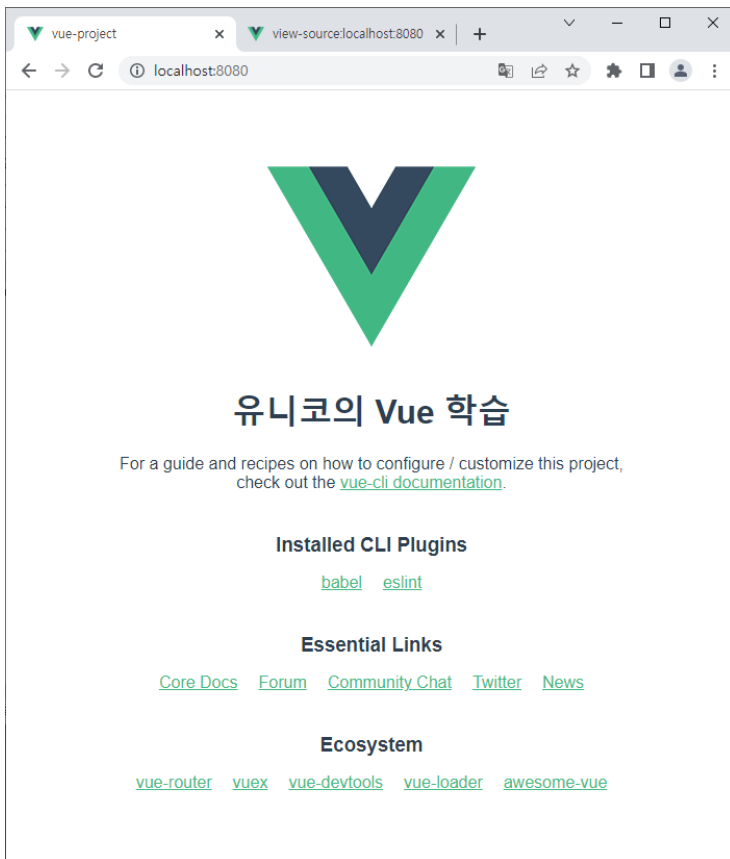 vue-project
view-source:localhost:8080
localhost:8080
유니코의 Vue 학습
For a guide and recipes on how to configure / customize this project,
check out the vue-cli documentation.
Installed CLI Plugins
babel eslint
Essential Links
Core Docs Forum Community Chat Twitter News
Ecosystem
vue-router vuex vue-devtools vue-loader awesome-vue